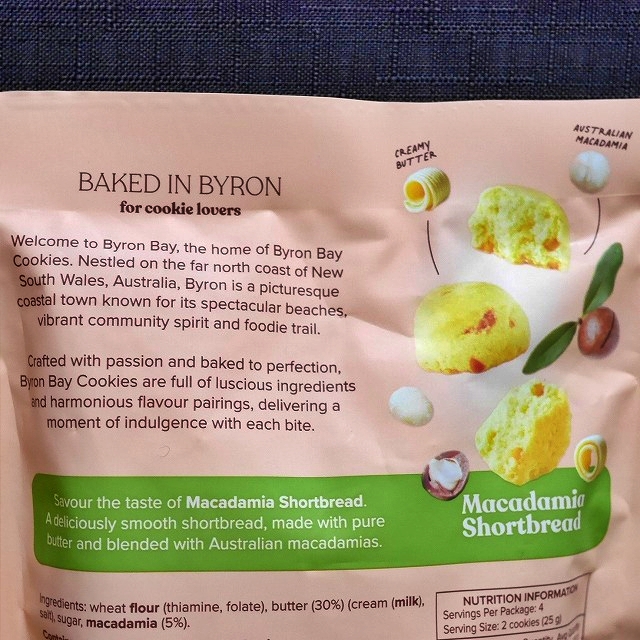 CREAMY
BUTTER
AUSTRALIAN
MACADAMIA
BAKED IN BYRON
for cookie lovers
Welcome to Byron Bay, the home of Byron Bay
Cookies. Nestled on the far north coast of New
South Wales, Australia, Byron is a picturesque
coastal town known for its spectacular beaches,
vibrant community spirit and foodie trail.
Crafted with passion and baked to perfection,
Byron Bay Cookies are full of luscious ingredients
and harmonious flavour pairings, delivering a
moment of indulgence with each bite.
Savour the taste of Macadamia Shortbread.
A deliciously smooth shortbread, made with pure
butter and blended with Australian macadamias.
Macadamia
Shortbread
Ingredients: wheat flour (thiamine, folate), butter (30%) (cream (milk),
salt), sugar, macadamia (5%).
NUTRITION INFORMATION
Servings Per Package: 4
Serving Size: 2 cookies (25 g)